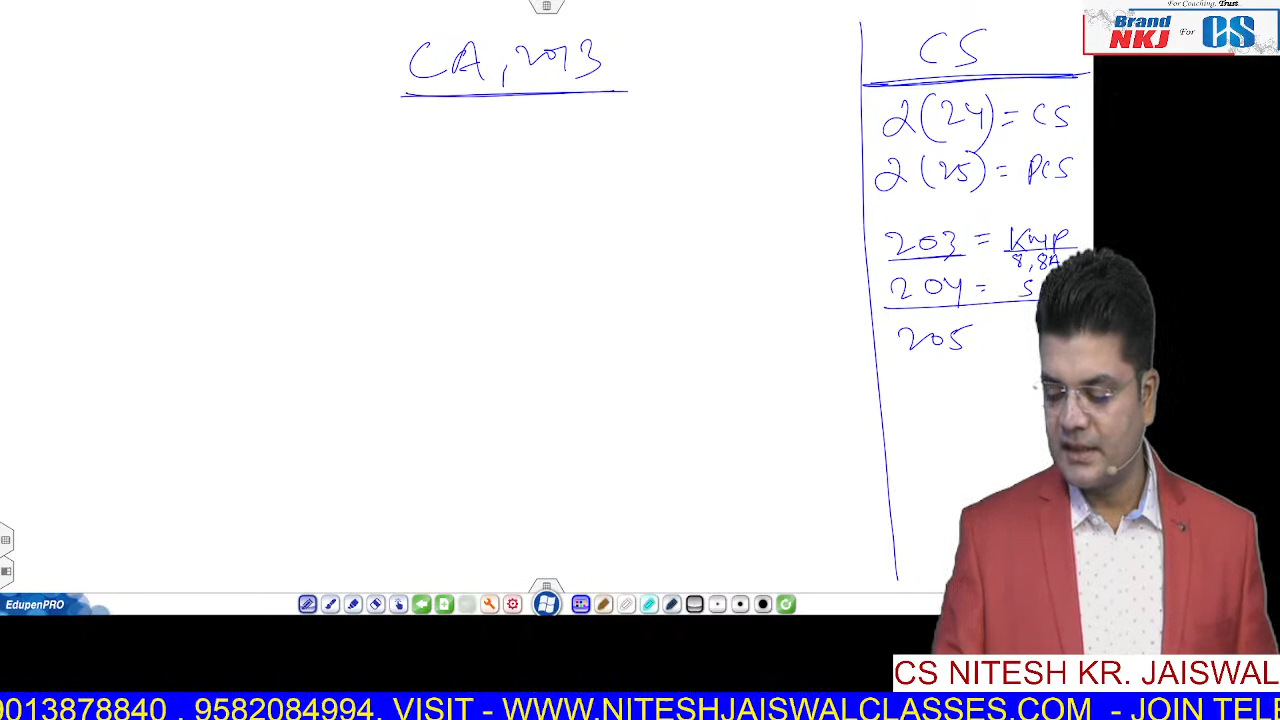 For Coaching, Trust
Brand
NKJ
For
CS
CA, 2013
CS
2(24) = CS
2(25) = PCS
203 = KMP
8, 8A
204 = S
205
EdupenPRO
CS NITESH KR. JAISWAL
9013878840 , 9582084994, VISIT - WWW.NITESHJAISWALCLASSES.COM - JOIN TELE